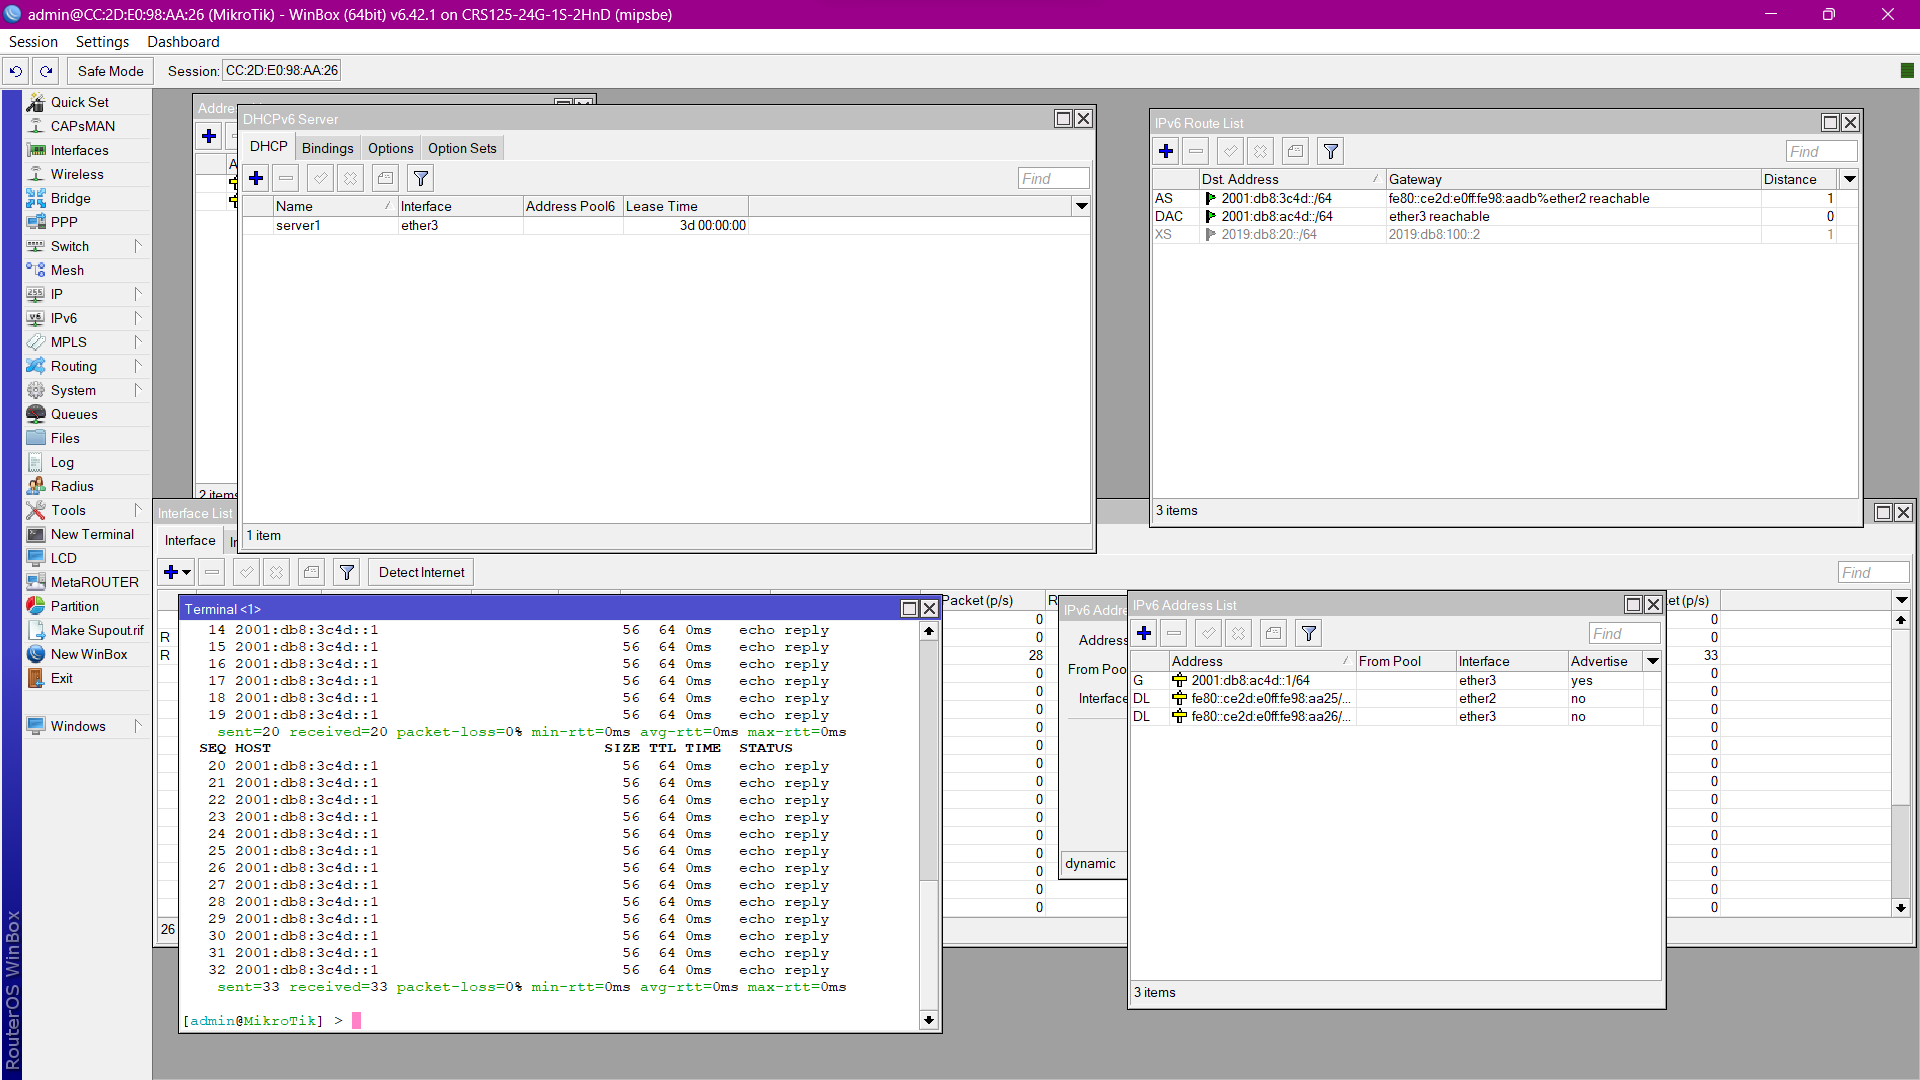 admin@CC:2D:E0:98:AA:26 (MikroTik) - WinBox (64bit) v6.42.1 on CRS125-24G-1S-2HnD (mipsbe)
Session Settings Dashboard
Safe Mode Session: CC:2D:E0:98:AA:26
Quick Set
CAPsMAN
Interfaces
Wireless
Bridge
PPP
Switch
Mesh
IP
IPv6
MPLS
Routing
System
Queues
Files
Log
Radius
Tools
New Terminal
LCD
MetaROUTER
Partition
Make Supout.rif
New WinBox
Exit
Windows
RouterOS WinBox
DHCPv6 Server
DHCP Bindings Options Option Sets
Find
Name Interface Address Pool6 Lease Time
server1 ether3 3d 00:00:00
1 item
2 items
IPv6 Route List
Find
Dst. Address Gateway Distance
AS 2001:db8:3c4d::/64 fe80::ce2d:e0ff:fe98:aadb%ether2 reachable 1
DAC 2001:db8:ac4d::/64 ether3 reachable 0
XS 2019:db8:20::/64 2019:db8:100::2 1
3 items
Interface List
Interface
Detect Internet
Find
Packet (p/s)
0
R 0
R 28 33
0
0
0
0
0
0
0
0
0
0
0
0
0
0
26
Terminal <1>
14 2001:db8:3c4d::1 56 64 0ms echo reply
15 2001:db8:3c4d::1 56 64 0ms echo reply
16 2001:db8:3c4d::1 56 64 0ms echo reply
17 2001:db8:3c4d::1 56 64 0ms echo reply
18 2001:db8:3c4d::1 56 64 0ms echo reply
19 2001:db8:3c4d::1 56 64 0ms echo reply
sent=20 received=20 packet-loss=0% min-rtt=0ms avg-rtt=0ms max-rtt=0ms
SEQ HOST SIZE TTL TIME STATUS
20 2001:db8:3c4d::1 56 64 0ms echo reply
21 2001:db8:3c4d::1 56 64 0ms echo reply
22 2001:db8:3c4d::1 56 64 0ms echo reply
23 2001:db8:3c4d::1 56 64 0ms echo reply
24 2001:db8:3c4d::1 56 64 0ms echo reply
25 2001:db8:3c4d::1 56 64 0ms echo reply
26 2001:db8:3c4d::1 56 64 0ms echo reply
27 2001:db8:3c4d::1 56 64 0ms echo reply
28 2001:db8:3c4d::1 56 64 0ms echo reply
29 2001:db8:3c4d::1 56 64 0ms echo reply
30 2001:db8:3c4d::1 56 64 0ms echo reply
31 2001:db8:3c4d::1 56 64 0ms echo reply
32 2001:db8:3c4d::1 56 64 0ms echo reply
sent=33 received=33 packet-loss=0% min-rtt=0ms avg-rtt=0ms max-rtt=0ms
[admin@MikroTik] >
IPv6 Addre
Address
From Poo
Interface
dynamic
IPv6 Address List
Find
Address From Pool Interface Advertise
G 2001:db8:ac4d::1/64 ether3 yes
DL fe80::ce2d:e0ff:fe98:aa25/... ether2 no
DL fe80::ce2d:e0ff:fe98:aa26/... ether3 no
3 items